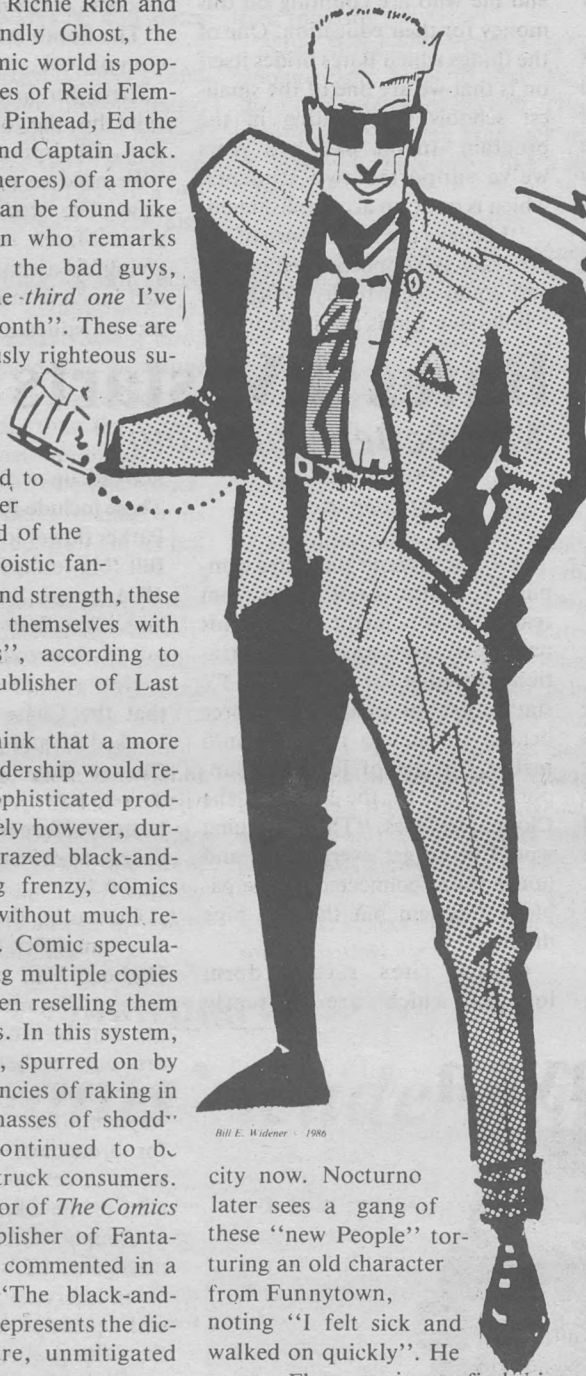 Richie Rich and
ndly Ghost, the
mic world is pop-
es of Reid Flem-
Pinhead, Ed the
nd Captain Jack.
heroes) of a more
an be found like
n who remarks
the bad guys,
e third one I've
onth". These are
usly righteous su-
d to
er
d of the
oistic fan-
nd strength, these
themselves with
s", according to
ublisher of Last
hink that a more
adership would re-
ophisticated prod-
ely however, dur-
razed black-and-
g frenzy, comics
without much re-
. Comic specula-
ng multiple copies
en reselling them
s. In this system,
, spurred on by
ncies of raking in
nasses of shodd
ontinued to b
truck consumers.
or of The Comics
blisher of Fanta-
commented in a
"The black-and-
epresents the dic-
re, unmitigated
Bill E. Widener - 1986
city now. Nocturno
later sees a gang of
these "new People" tor-
turing an old character
from Funnytown,
noting "I felt sick and
walked on quickly". He